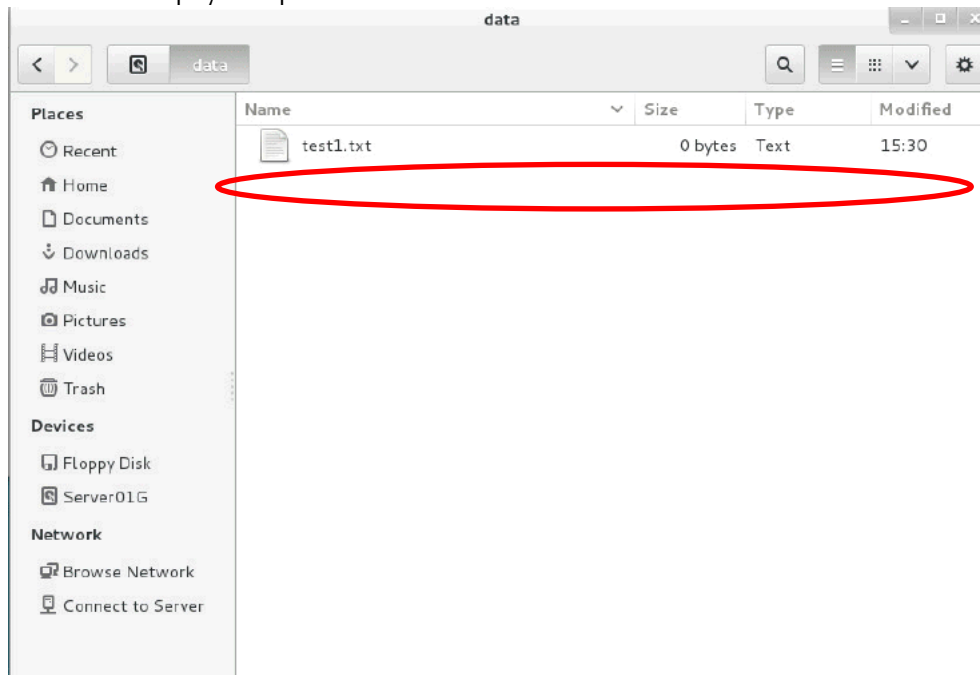 data
data
Places
Name Size Type Modified
test1.txt 0 bytes Text 15:30
Recent
Home
Documents
Downloads
Music
Pictures
Videos
Trash
Devices
Floppy Disk
Server01G
Network
Browse Network
Connect to Server